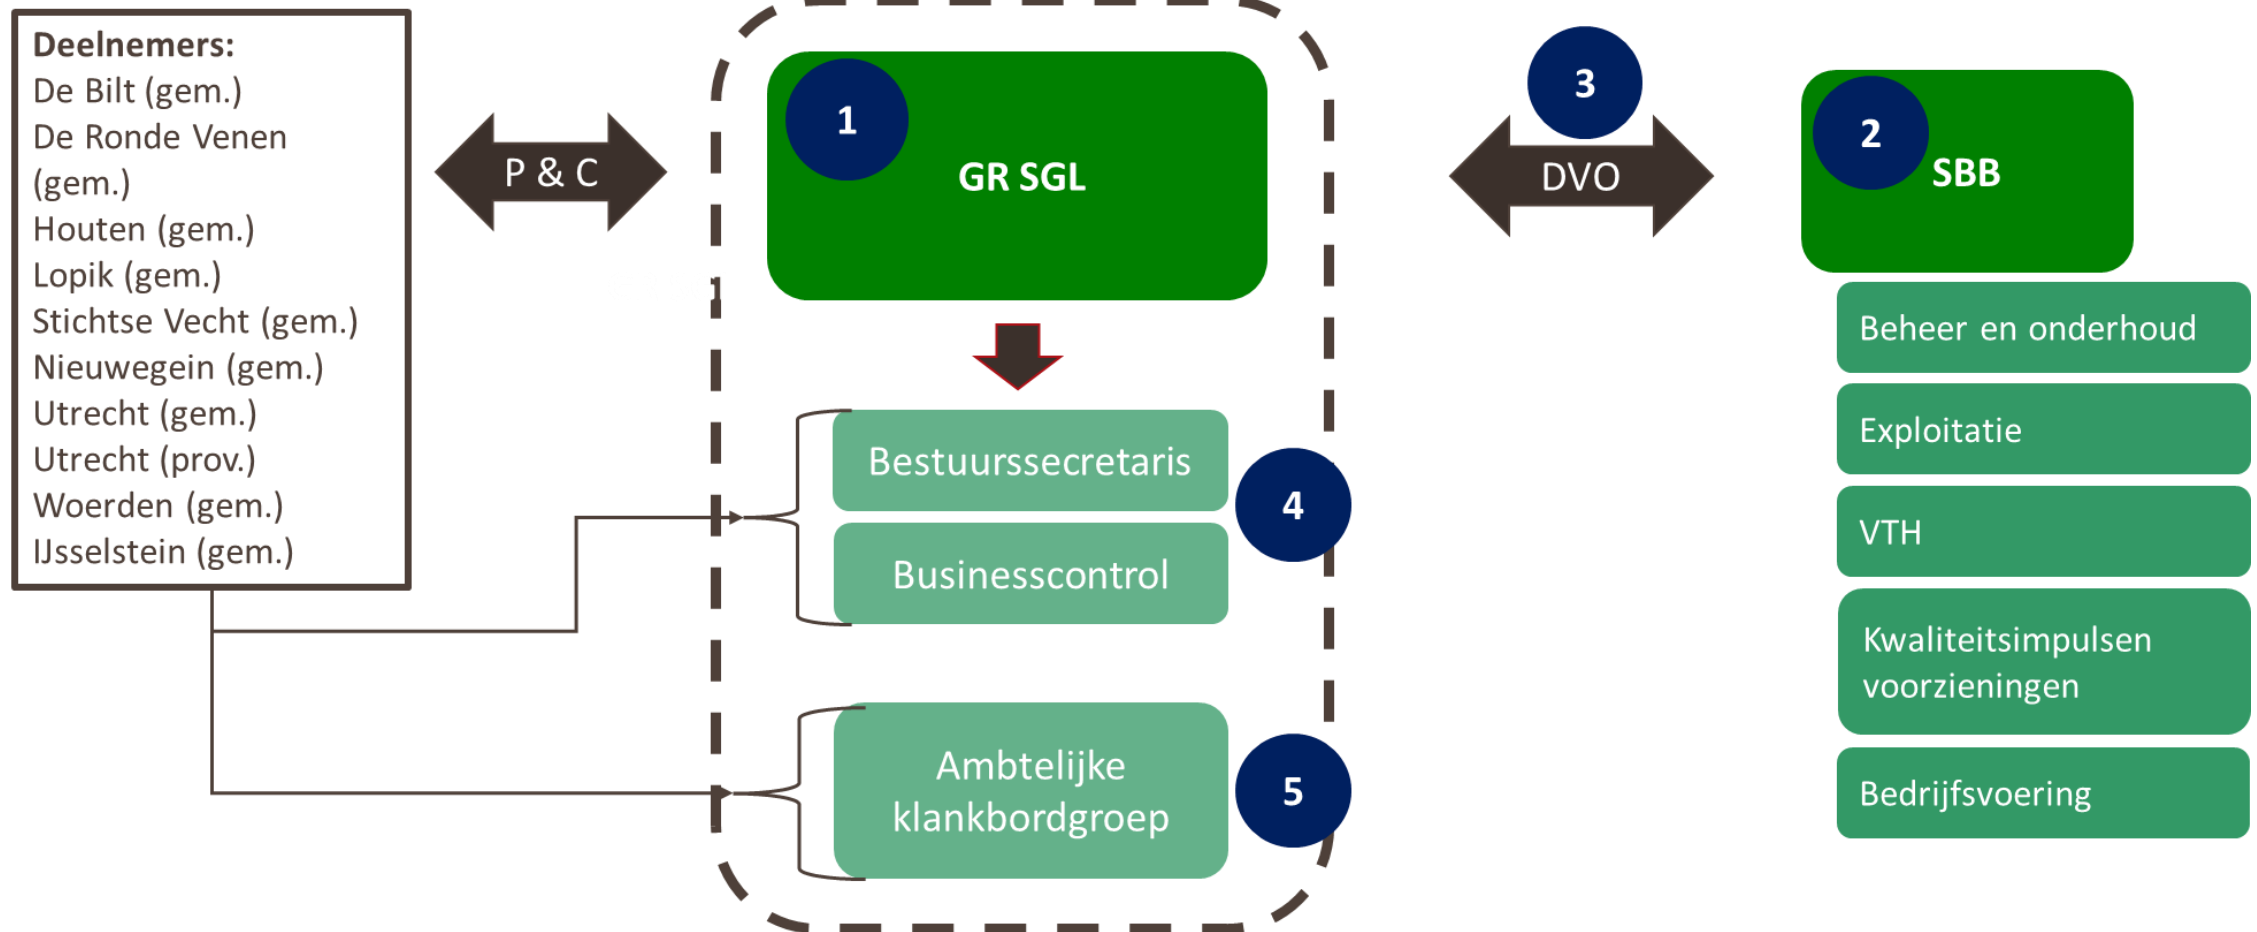 Deelnemers:
De Bilt (gem.)
De Ronde Venen
(gem.)
Houten (gem.)
Lopik (gem.)
Stichtse Vecht (gem.)
Nieuwegein (gem.)
Utrecht (gem.)
Utrecht (prov.)
Woerden (gem.)
IJsselstein (gem.)
P & C
1
GR SGL
Bestuurssecretaris
Businesscontrol
4
Ambtelijke
klankbordgroep
5
3
DVO
2
SBB
Beheer en onderhoud
Exploitatie
VTH
Kwaliteitsimpulsen
voorzieningen
Bedrijfsvoering